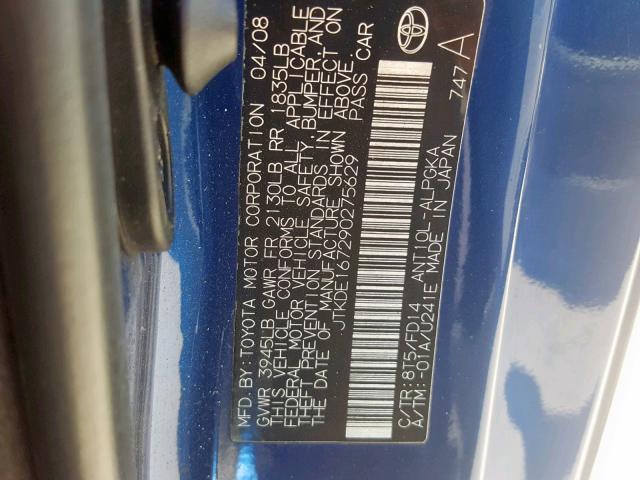 MFD. BY: TOYOTA MOTOR CORPORATION 04/08
GVWR 3945LB GAWR FR 2130LB RR 1835LB
THIS VEHICLE CONFORMS TO ALL APPLICABLE
FEDERAL MOTOR VEHICLE SAFETY, BUMPER, AND
THEFT PREVENTION STANDARDS IN EFFECT ON
THE DATE OF MANUFACTURE SHOWN ABOVE.
JTKDE167290275629 PASS CAR
C/TR:8T5/FD14 ANT10L-ALPGKA
A/TM:-01A/U241E MADE IN JAPAN
747 A